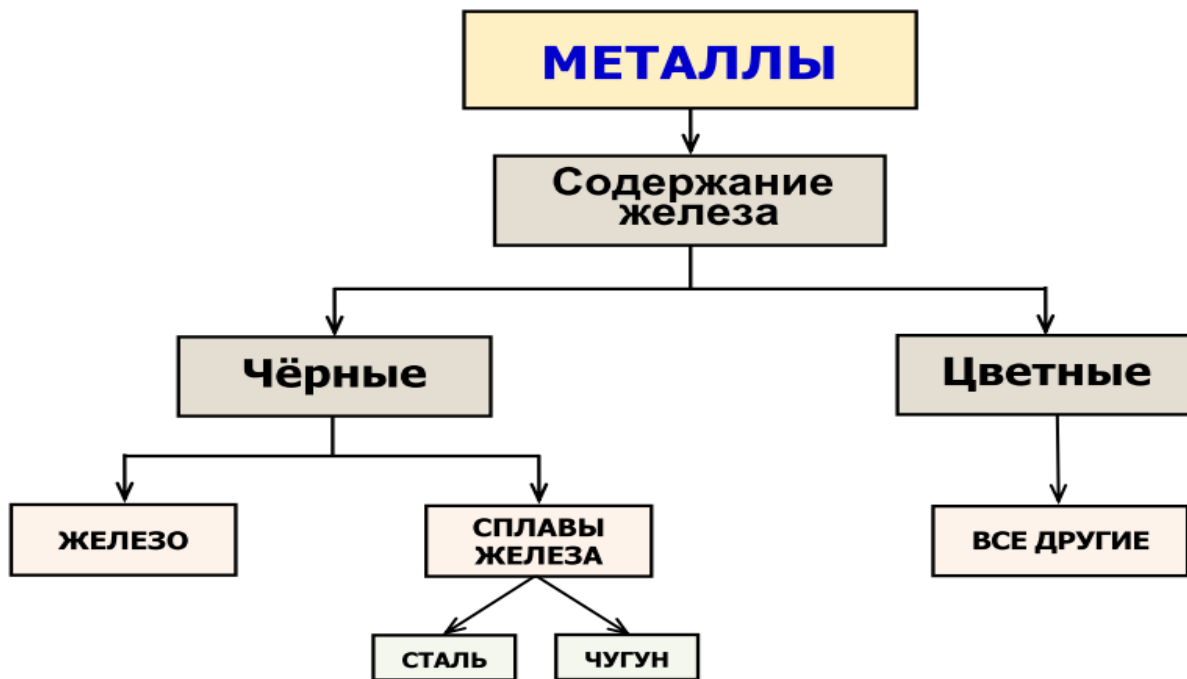 МЕТАЛЛЫ
Содержание
железа
Чёрные
Цветные
ЖЕЛЕЗО
СПЛАВЫ
ЖЕЛЕЗА
ВСЕ ДРУГИЕ
СТАЛЬ
ЧУГУН